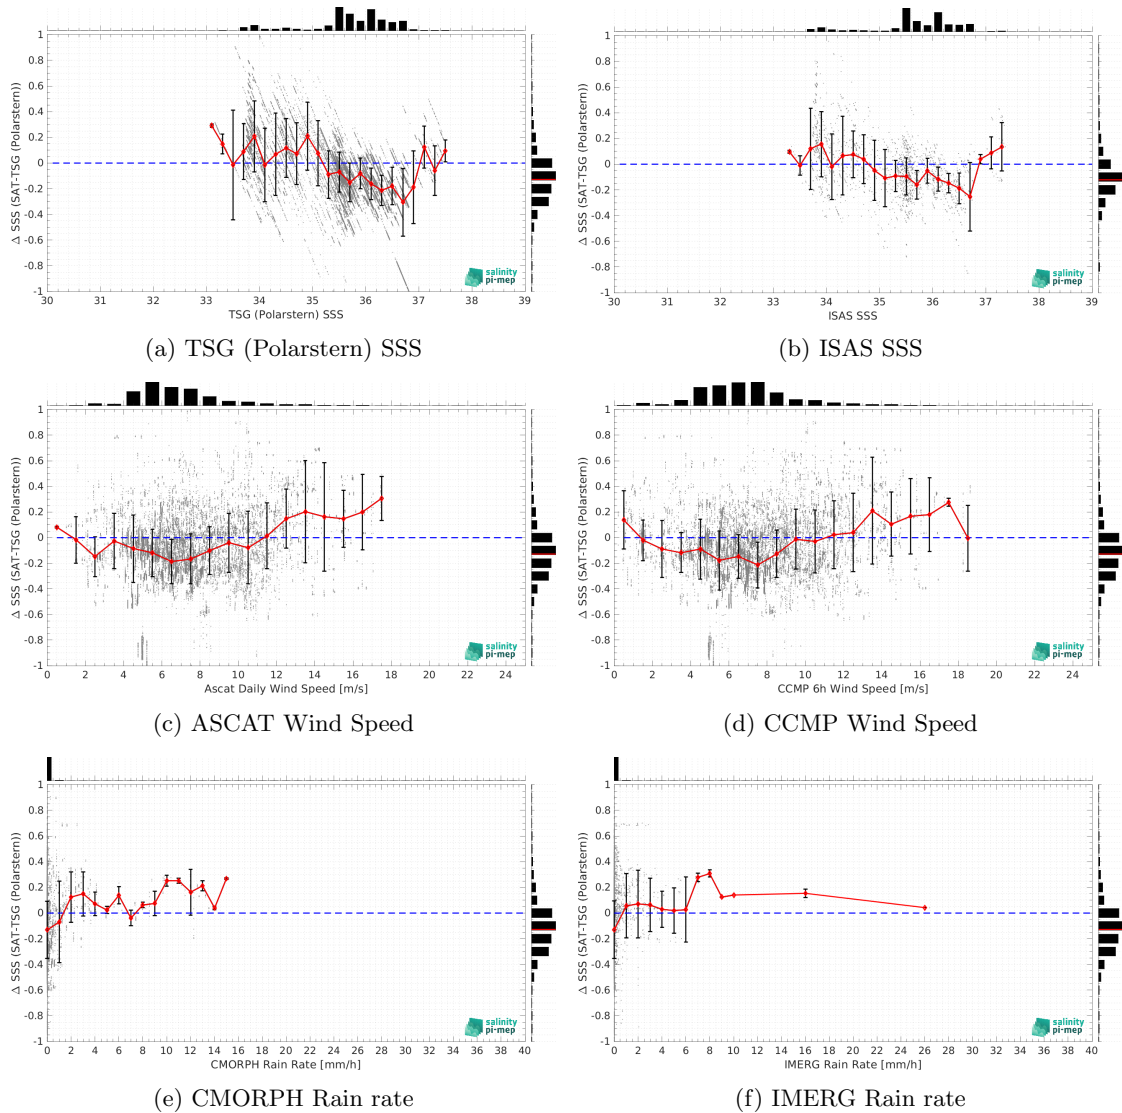 Δ SSS (SAT-TSG (Polarstern))
1
0.8
0.6
0.4
0.2
0
-0.2
-0.4
-0.6
-0.8
-1
30 31 32 33 34 35 36 37 38 39
TSG (Polarstern) SSS
salinity
pi-mep
(a) TSG (Polarstern) SSS
Δ SSS (SAT-TSG (Polarstern))
1
0.8
0.6
0.4
0.2
0
-0.2
-0.4
-0.6
-0.8
-1
30 31 32 33 34 35 36 37 38 39
ISAS SSS
salinity
pi-mep
(b) ISAS SSS
Δ SSS (SAT-TSG (Polarstern))
1
0.8
0.6
0.4
0.2
0
-0.2
-0.4
-0.6
-0.8
-1
0 2 4 6 8 10 12 14 16 18 20 22 24
Ascat Daily Wind Speed [m/s]
salinity
pi-mep
(c) ASCAT Wind Speed
Δ SSS (SAT-TSG (Polarstern))
1
0.8
0.6
0.4
0.2
0
-0.2
-0.4
-0.6
-0.8
-1
0 2 4 6 8 10 12 14 16 18 20 22 24
CCMP 6h Wind Speed [m/s]
salinity
pi-mep
(d) CCMP Wind Speed
Δ SSS (SAT-TSG (Polarstern))
1
0.8
0.6
0.4
0.2
0
-0.2
-0.4
-0.6
-0.8
-1
0 2 4 6 8 10 12 14 16 18 20 22 24 26 28 30 32 34 36 38 40
CMORPH Rain Rate [mm/h]
salinity
pi-mep
(e) CMORPH Rain rate
Δ SSS (SAT-TSG (Polarstern))
1
0.8
0.6
0.4
0.2
0
-0.2
-0.4
-0.6
-0.8
-1
0 2 4 6 8 10 12 14 16 18 20 22 24 26 28 30 32 34 36 38 40
IMERG Rain Rate [mm/h]
salinity
pi-mep
(f) IMERG Rain rate